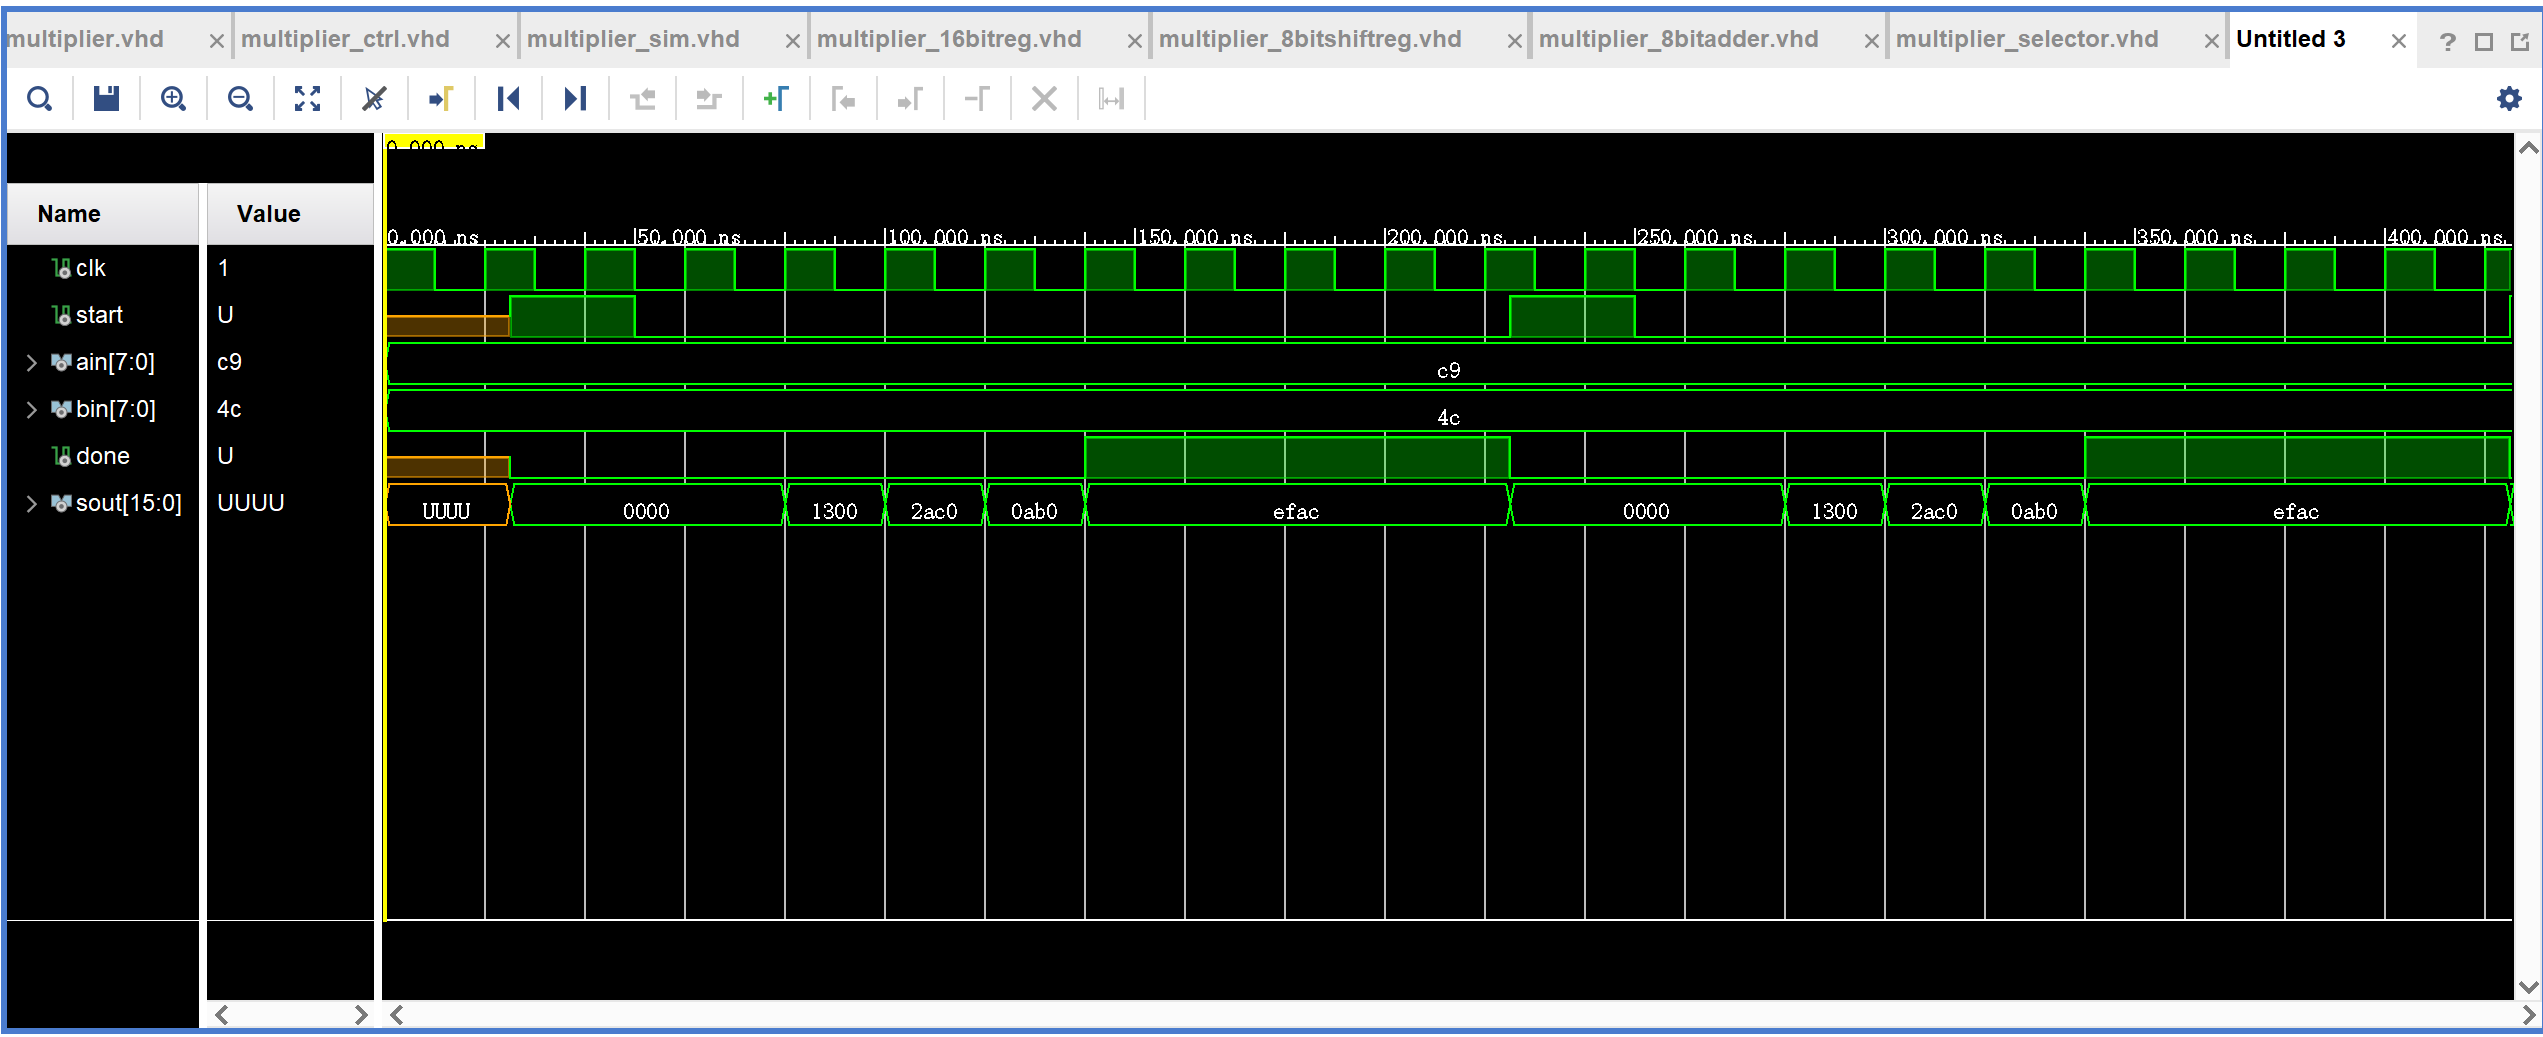 multiplier.vhd multiplier_ctrl.vhd multiplier_sim.vhd multiplier_16bitreg.vhd multiplier_8bitshiftreg.vhd multiplier_8bitadder.vhd multiplier_selector.vhd Untitled 3 ?
0.000 ns
Name Value
0.000 ns 50.000 ns 100.000 ns 150.000 ns 200.000 ns 250.000 ns 300.000 ns 350.000 ns 400.000 ns
clk 1
start U
ain[7:0] c9 c9
bin[7:0] 4c 4c
done U
sout[15:0] UUUU UUUU 0000 1300 2ac0 0ab0 efac 0000 1300 2ac0 0ab0 efac